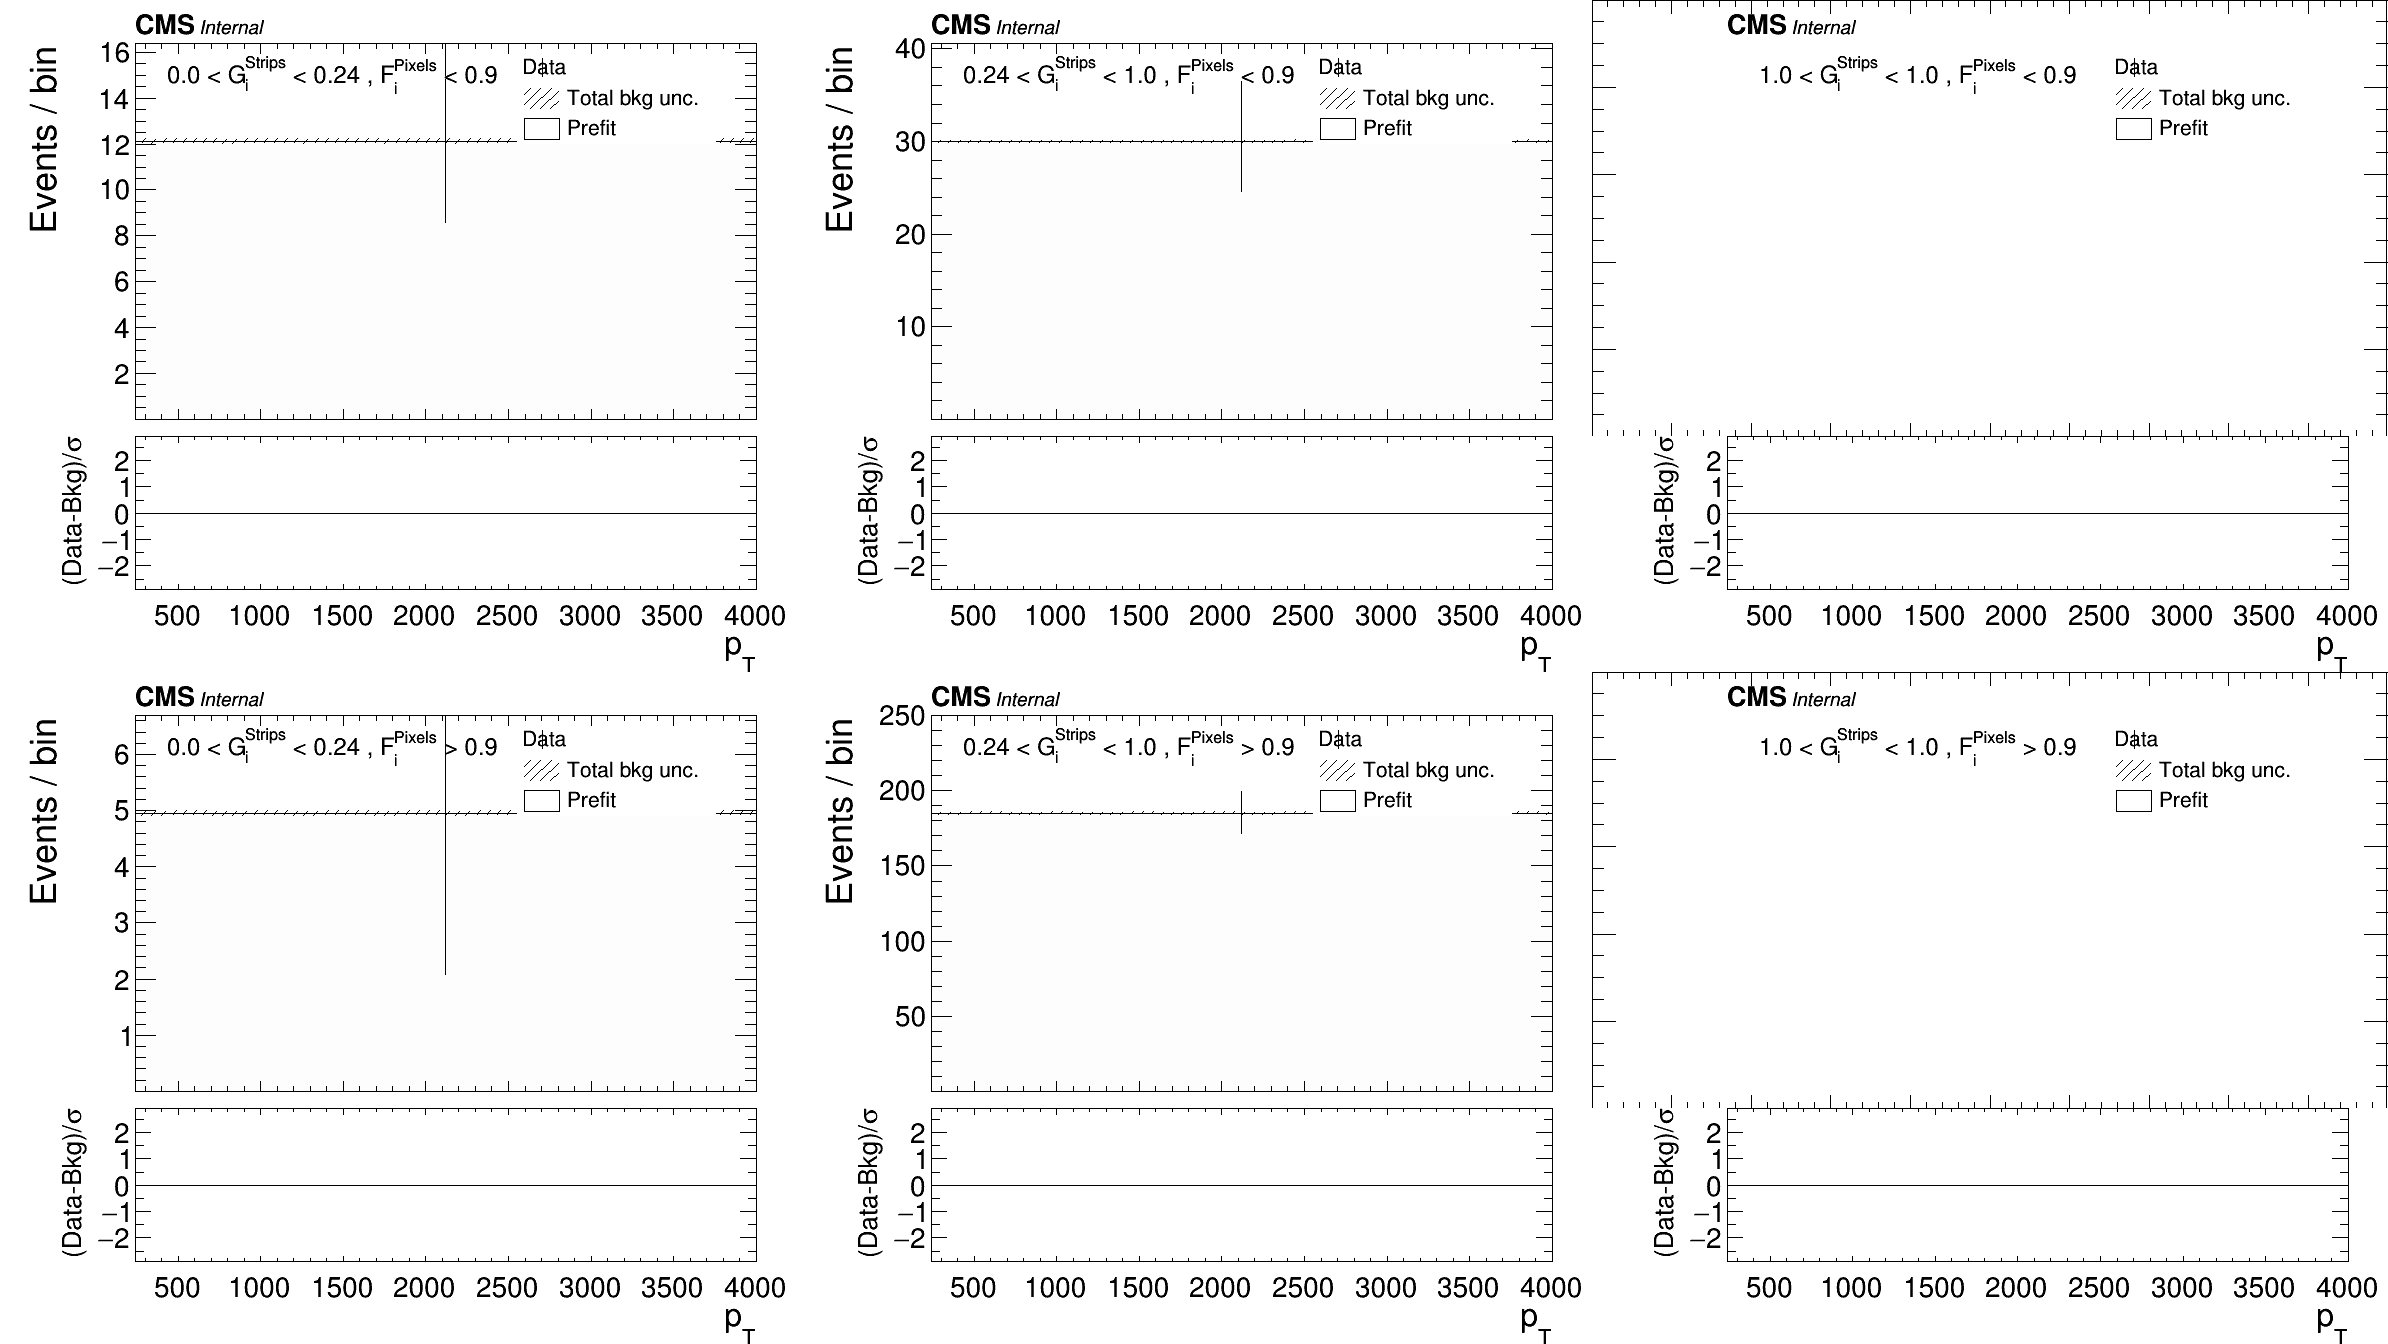 CMS Internal
Events / bin
16
14
12
10
8
6
4
2
0.0 < G_i^Strips < 0.24 , F_i^Pixels < 0.9
Data
Total bkg unc.
Prefit
(Data-Bkg)/σ
2
1
0
−1
−2
500 1000 1500 2000 2500 3000 3500 4000
p_T
CMS Internal
Events / bin
40
30
20
10
0.24 < G_i^Strips < 1.0 , F_i^Pixels < 0.9
Data
Total bkg unc.
Prefit
(Data-Bkg)/σ
2
1
0
−1
−2
500 1000 1500 2000 2500 3000 3500 4000
p_T
CMS Internal
1.0 < G_i^Strips < 1.0 , F_i^Pixels < 0.9
Data
Total bkg unc.
Prefit
(Data-Bkg)/σ
2
1
0
−1
−2
500 1000 1500 2000 2500 3000 3500 4000
p_T
CMS Internal
Events / bin
6
5
4
3
2
1
0.0 < G_i^Strips < 0.24 , F_i^Pixels > 0.9
Data
Total bkg unc.
Prefit
(Data-Bkg)/σ
2
1
0
−1
−2
500 1000 1500 2000 2500 3000 3500 4000
p_T
CMS Internal
Events / bin
250
200
150
100
50
0.24 < G_i^Strips < 1.0 , F_i^Pixels > 0.9
Data
Total bkg unc.
Prefit
(Data-Bkg)/σ
2
1
0
−1
−2
500 1000 1500 2000 2500 3000 3500 4000
p_T
CMS Internal
1.0 < G_i^Strips < 1.0 , F_i^Pixels > 0.9
Data
Total bkg unc.
Prefit
(Data-Bkg)/σ
2
1
0
−1
−2
500 1000 1500 2000 2500 3000 3500 4000
p_T